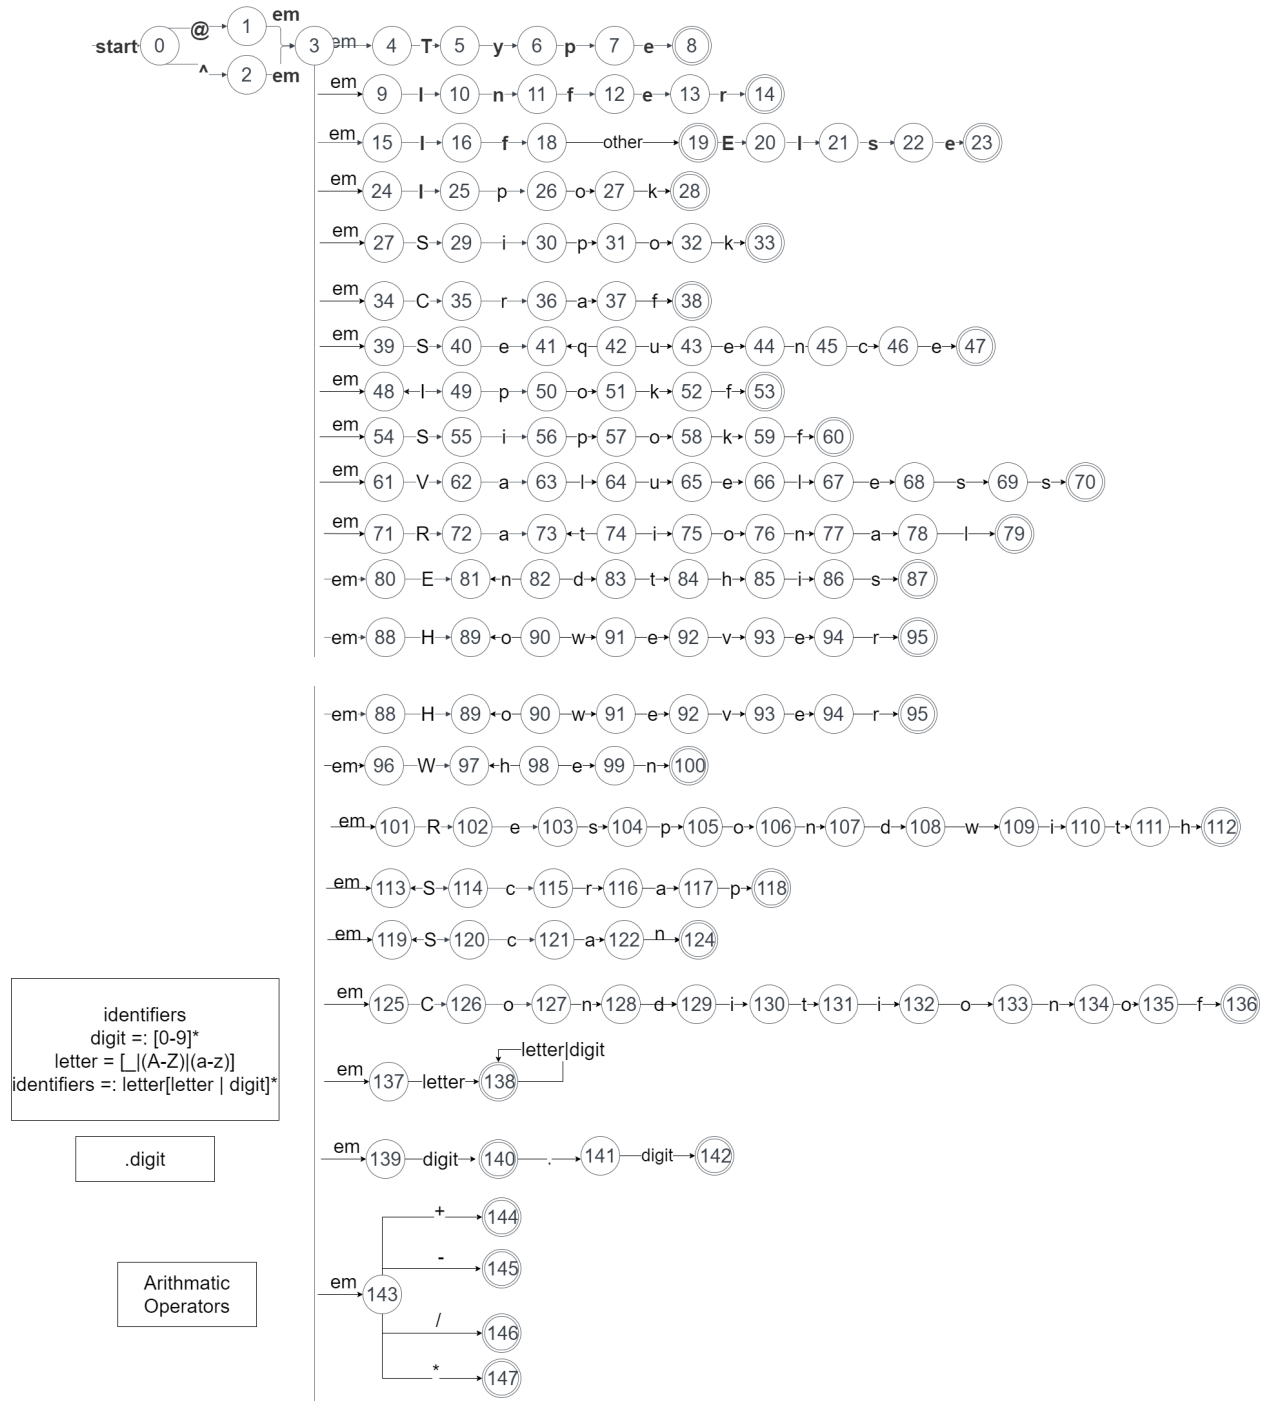 start 0 @ 1 em 3 em 4 T 5 y 6 p 7 e 8
^ 2 em
em 9 I 10 n 11 f 12 e 13 r 14
em 15 I 16 f 18 other 19 E 20 l 21 s 22 e 23
em 24 I 25 p 26 o 27 k 28
em 27 S 29 i 30 p 31 o 32 k 33
em 34 C 35 r 36 a 37 f 38
em 39 S 40 e 41 q 42 u 43 e 44 n 45 c 46 e 47
em 48 I 49 p 50 o 51 k 52 f 53
em 54 S 55 i 56 p 57 o 58 k 59 f 60
em 61 V 62 a 63 l 64 u 65 e 66 l 67 e 68 s 69 s 70
em 71 R 72 a 73 t 74 i 75 o 76 n 77 a 78 l 79
em 80 E 81 n 82 d 83 t 84 h 85 i 86 s 87
em 88 H 89 o 90 w 91 e 92 v 93 e 94 r 95
em 88 H 89 o 90 w 91 e 92 v 93 e 94 r 95
em 96 W 97 h 98 e 99 n 100
em 101 R 102 e 103 s 104 p 105 o 106 n 107 d 108 w 109 i 110 t 111 h 112
em 113 S 114 c 115 r 116 a 117 p 118
em 119 S 120 c 121 a 122 n 124
em 125 C 126 o 127 n 128 d 129 i 130 t 131 i 132 o 133 n 134 o 135 f 136
identifiers
digit =: [0-9]*
letter = [_|(A-Z)|(a-z)]
identifiers =: letter[letter | digit]*
letter|digit
em 137 letter 138
.digit
em 139 digit 140 . 141 digit 142
Arithmatic
Operators
+ 144
- 145
em 143
/ 146
* 147